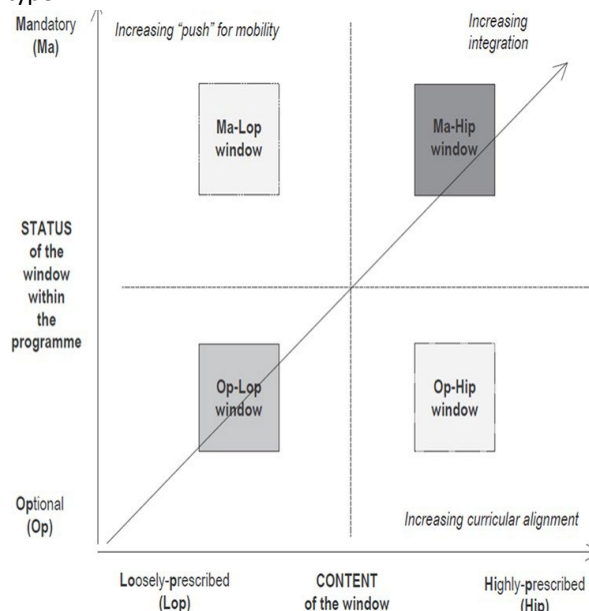 type
Mandatory
(Ma)
Increasing “push” for mobility
Increasing
integration
Ma-Lop
window
Ma-Hip
window
STATUS
of the
window
within
the
programme
Op-Lop
window
Op-Hip
window
Optional
(Op)
Increasing curricular alignment
Loosely-prescribed
(Lop)
CONTENT
of the window
Highly-prescribed
(Hip)